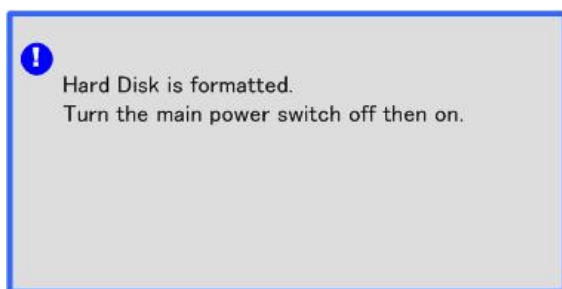 !
Hard Disk is formatted.
Turn the main power switch off then on.